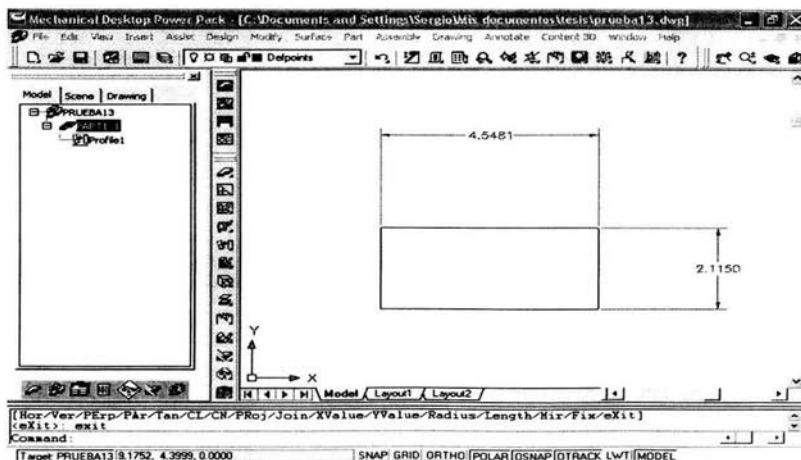 Mechanical Desktop Power Pack - [C:\Documents and Settings\Sergio\Mis documentos\tesis\prueba13.dwg]
File Edit View Insert Assist Design Modify Surface Part Assembly Drawing Annotate Content 3D Window Help
Defpoints
Model Scene Drawing
PRUEBA13
PART1_1
Profile1
4.5481
2.1150
Y
X
Model Layout1 Layout2
[Hor/Ver/PErp/PAr/Tan/CL/CN/PRoj/Join/XValue/YValue/Radius/Length/Mir/Fix/eXit]
<eXit>: exit
Command:
Target PRUEBA13 9.1752, 4.3999, 0.0000 SNAP GRID ORTHO POLAR OSNAP OTRACK LWT MODEL